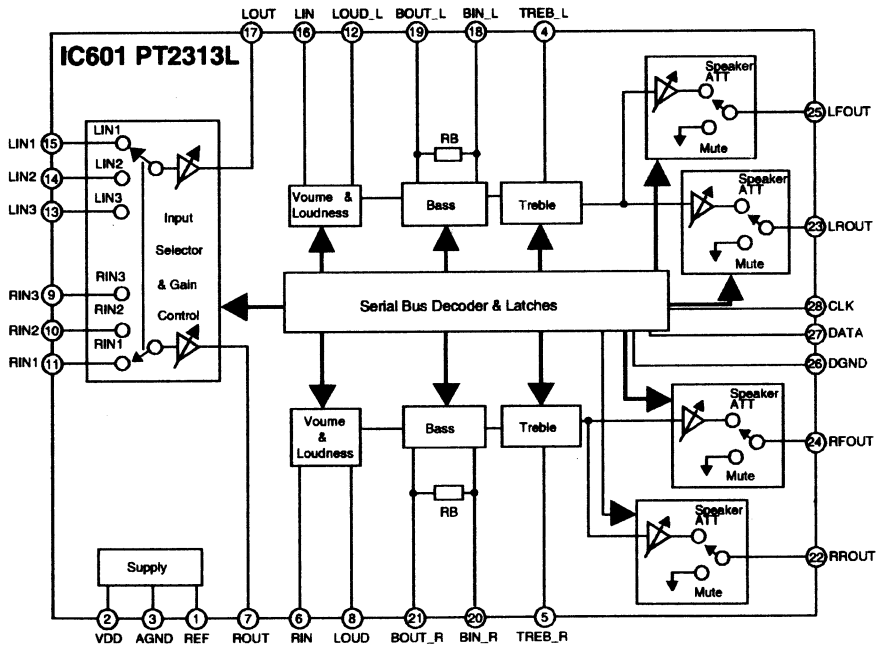 LOUT LIN LOUD_L BOUT_L BIN_L TREB_L
17 16 12 19 18 4
IC601 PT2313L
Speaker
ATT
Mute
25 LFOUT
LIN1 15 LIN1
LIN2 14 LIN2
LIN3 13 LIN3
Input
Selector
& Gain
Control
RIN3 9 RIN3
RIN2 10 RIN2
RIN1 11 RIN1
RB
Voume &
Loudness
Bass
Treble
Speaker
ATT
Mute
23 LROUT
Serial Bus Decoder & Latches
28 CLK
27 DATA
26 DGND
Voume
&
Loudness
Bass
Treble
RB
Speaker
ATT
Mute
24 RFOUT
Speaker
ATT
Mute
22 RROUT
Supply
2 3 1 7 6 8 21 20 5
VDD AGND REF ROUT RIN LOUD BOUT_R BIN_R TREB_R